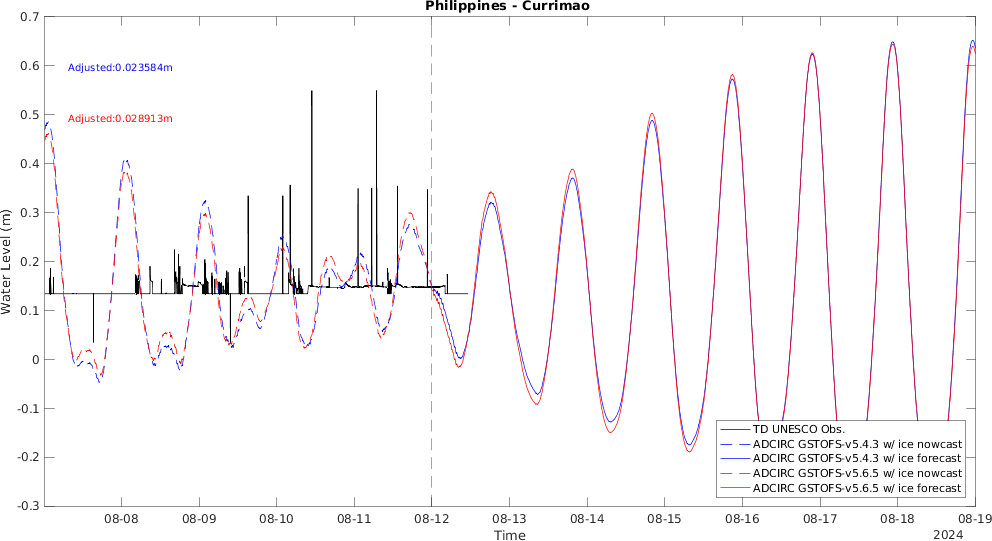 Philippines - Currimao
0.7
0.6
0.5
0.4
0.3
0.2
0.1
0
-0.1
-0.2
-0.3
Water Level (m)
Adjusted:0.023584m
Adjusted:0.028913m
TD UNESCO Obs.
ADCIRC GSTOFS-v5.4.3 w/ ice nowcast
ADCIRC GSTOFS-v5.4.3 w/ ice forecast
ADCIRC GSTOFS-v5.6.5 w/ ice nowcast
ADCIRC GSTOFS-v5.6.5 w/ ice forecast
08-08 08-09 08-10 08-11 08-12 08-13 08-14 08-15 08-16 08-17 08-18 08-19
Time
2024